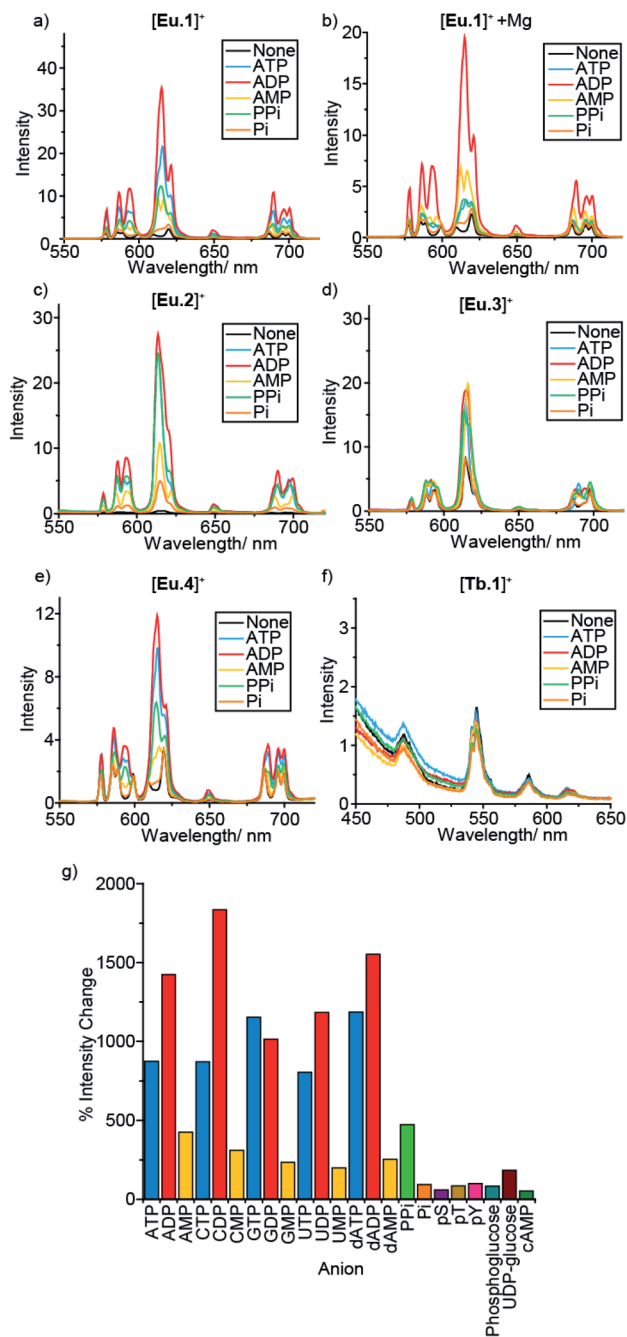 a) [Eu.1]⁺
Intensity
40
30
20
10
0
None
ATP
ADP
AMP
PPi
Pi
550 600 650 700
Wavelength/ nm
b) [Eu.1]⁺ +Mg
Intensity
20
15
10
5
0
None
ATP
ADP
AMP
PPi
Pi
550 600 650 700
Wavelength/ nm
c) [Eu.2]⁺
Intensity
30
20
10
0
None
ATP
ADP
AMP
PPi
Pi
550 600 650 700
Wavelength/ nm
d) [Eu.3]⁺
Intensity
30
20
10
0
None
ATP
ADP
AMP
PPi
Pi
550 600 650 700
Wavelength/ nm
e) [Eu.4]⁺
Intensity
12
8
4
0
None
ATP
ADP
AMP
PPi
Pi
550 600 650 700
Wavelength/ nm
f) [Tb.1]⁺
Intensity
3
2
1
0
None
ATP
ADP
AMP
PPi
Pi
450 500 550 600 650
Wavelength/ nm
g)
% Intensity Change
2000
1500
1000
500
0
ATP
ADP
AMP
CTP
CDP
CMP
GTP
GDP
GMP
UTP
UDP
UMP
dATP
dADP
dAMP
PPi
Pi
pS
pT
pY
Phosphoglucose
UDP-glucose
cAMP
Anion